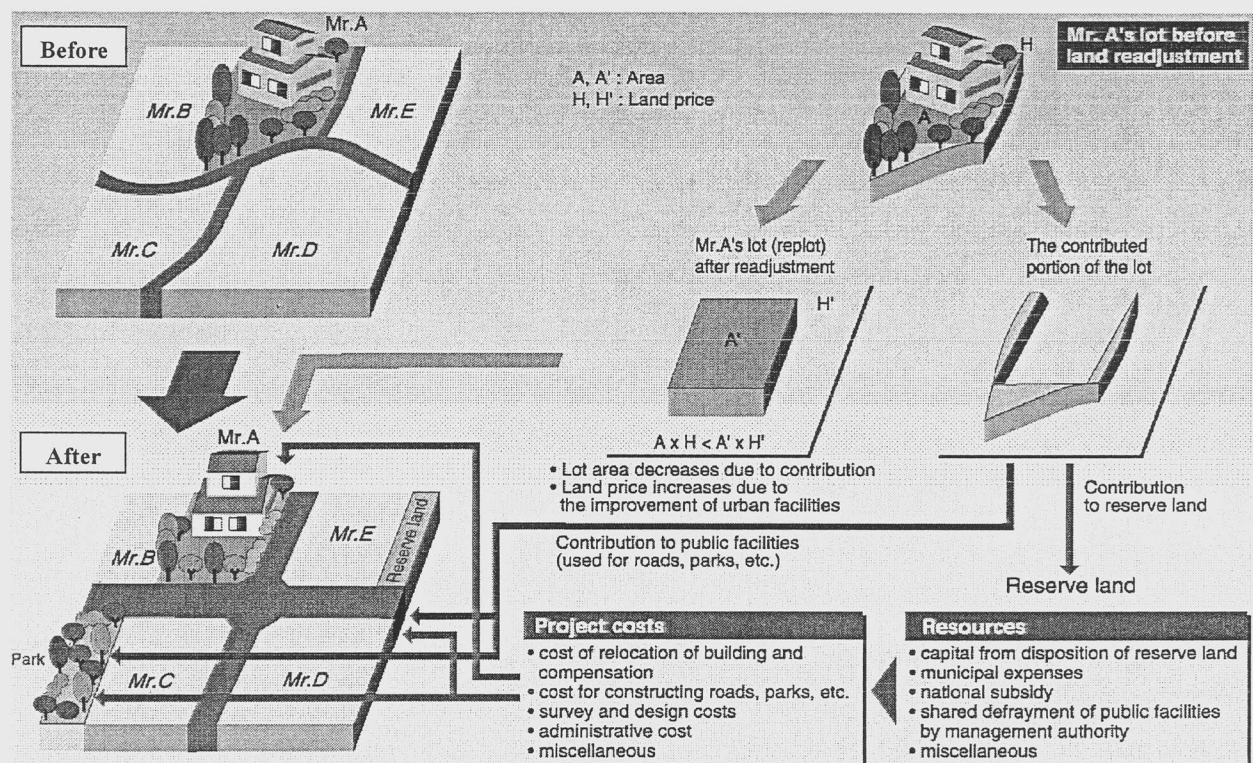 Before
Mr.A
Mr.B
Mr.E
Mr.C
Mr.D
A, A' : Area
H, H' : Land price
H
A
Mr. A's lot before
land readjustment
Mr.A's lot (replot)
after readjustment
H'
A'
A x H < A' x H'
• Lot area decreases due to contribution
• Land price increases due to
the improvement of urban facilities
The contributed
portion of the lot
Contribution
to reserve land
Reserve land
Contribution to public facilities
(used for roads, parks, etc.)
After
Mr.A
Mr.B
Mr.E
Reserve land
Park
Mr.C
Mr.D
Project costs
• cost of relocation of building and
compensation
• cost for constructing roads, parks, etc.
• survey and design costs
• administrative cost
• miscellaneous
Resources
• capital from disposition of reserve land
• municipal expenses
• national subsidy
• shared defrayment of public facilities
by management authority
• miscellaneous